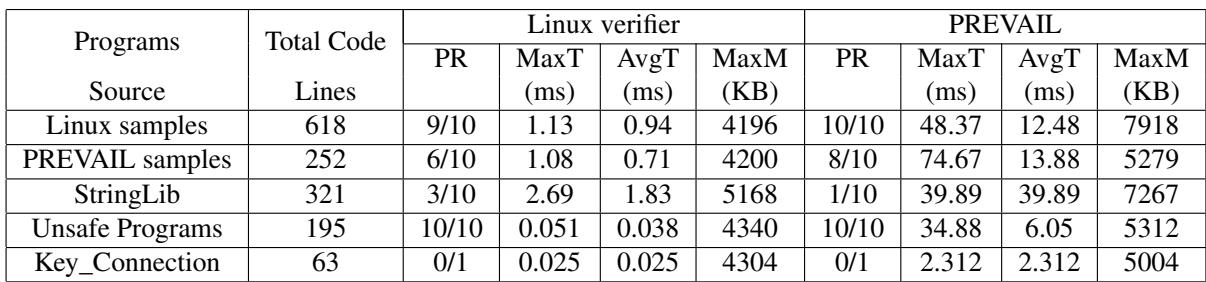 Programs Total Code Linux verifier PREVAIL
PR MaxT AvgT MaxM PR MaxT AvgT MaxM
Source Lines (ms) (ms) (KB) (ms) (ms) (KB)
Linux samples 618 9/10 1.13 0.94 4196 10/10 48.37 12.48 7918
PREVAIL samples 252 6/10 1.08 0.71 4200 8/10 74.67 13.88 5279
StringLib 321 3/10 2.69 1.83 5168 1/10 39.89 39.89 7267
Unsafe Programs 195 10/10 0.051 0.038 4340 10/10 34.88 6.05 5312
Key_Connection 63 0/1 0.025 0.025 4304 0/1 2.312 2.312 5004